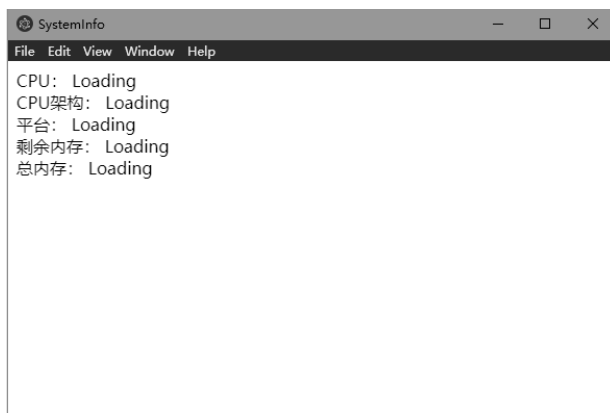 SystemInfo
File Edit View Window Help
CPU： Loading
CPU架构： Loading
平台： Loading
剩余内存： Loading
总内存： Loading